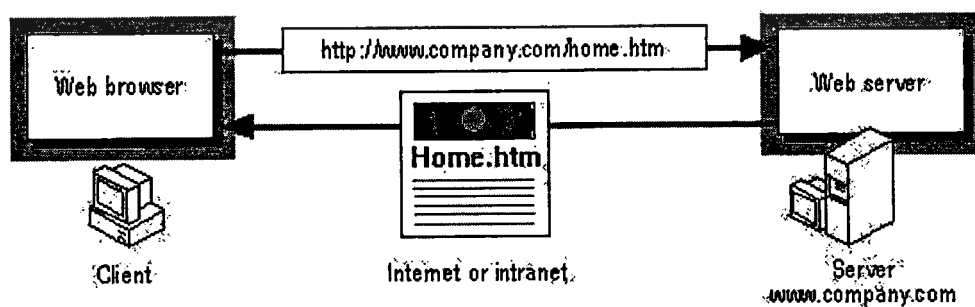 http://www.company.com/home.htm
Web browser
Web server
Home.htm
Client
Internet or intranet
Server
www.company.com